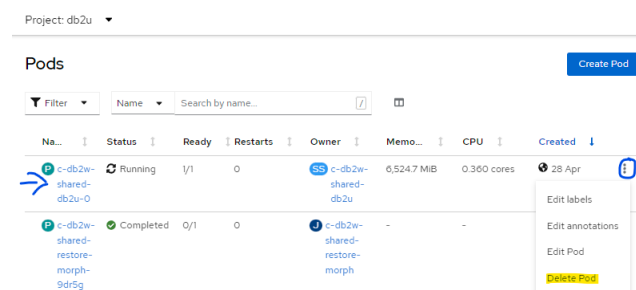 Project: db2u
Pods
Create Pod
Filter Name Search by name... /
Na... Status Ready Restarts Owner Memo... CPU Created
P c-db2w-shared-db2u-0 Running 1/1 0 SS c-db2w-shared-db2u 6,524.7 MiB 0.360 cores 28 Apr
Edit labels
Edit annotations
Edit Pod
Delete Pod
P c-db2w-shared-restore-morph-9dr5g Completed 0/1 0 J c-db2w-shared-restore-morph - -